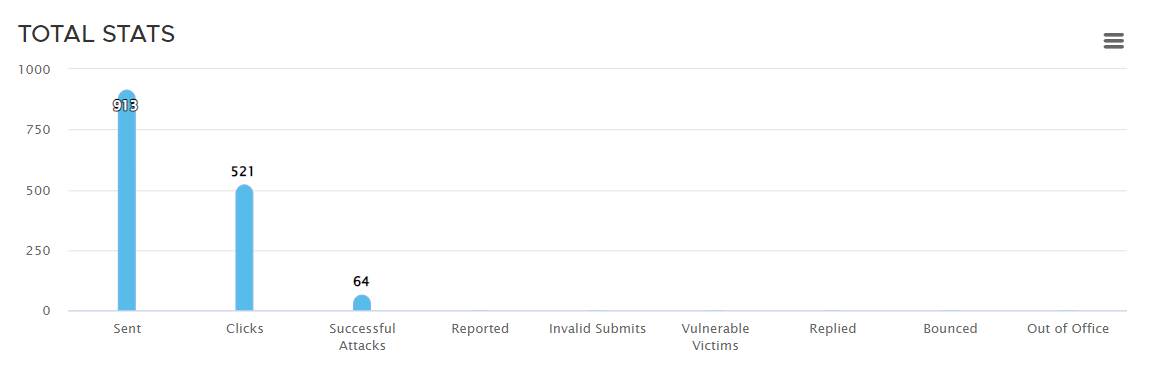 TOTAL STATS
1000
750
500
250
0
913
521
64
Sent
Clicks
Successful
Attacks
Reported
Invalid Submits
Vulnerable
Victims
Replied
Bounced
Out of Office